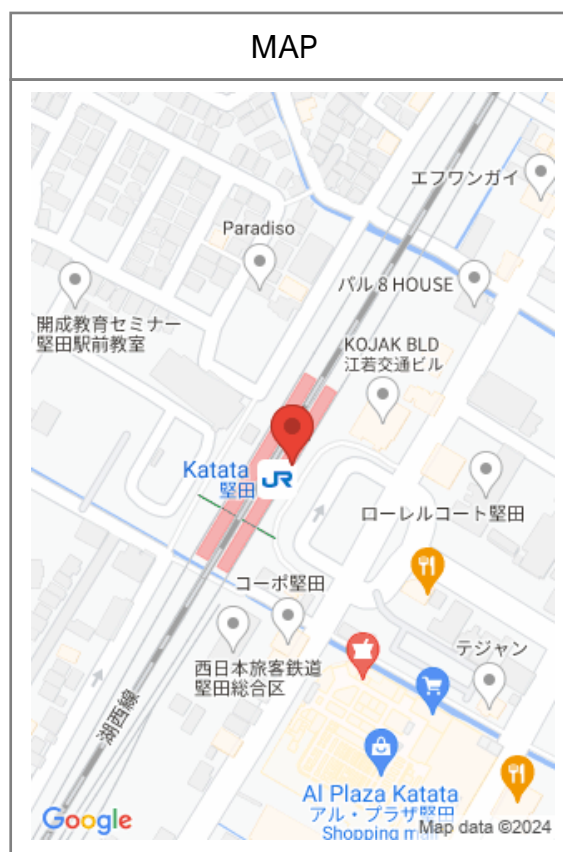 MAP
エフワンガイ
Paradiso
パル 8 HOUSE
開成教育セミナー
堅田駅前教室
KOJAK BLD
江若交通ビル
Katata
堅田
JR
ローレルコート堅田
コーポ堅田
テジャン
西日本旅客鉄道
堅田総合区
湖西線
Al Plaza Katata
アル・プラザ堅田
Shopping mall
Google
Map data ©2024